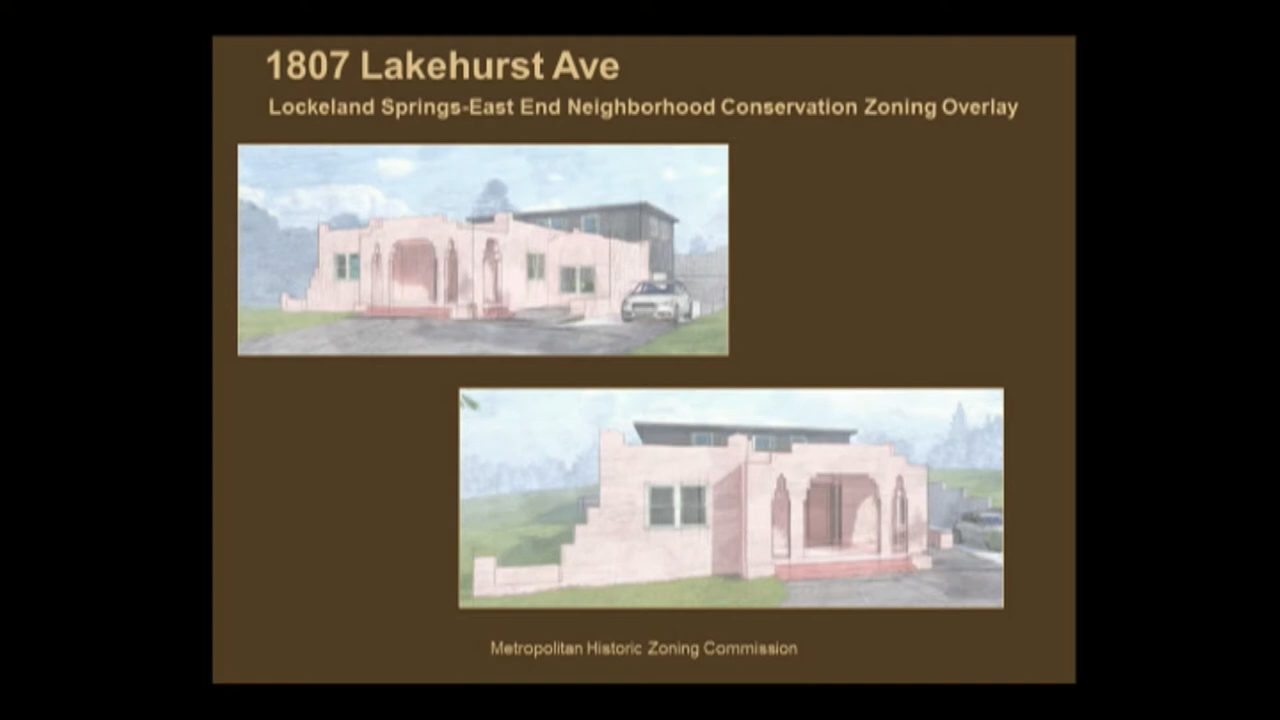 1807 Lakehurst Ave
Lockeland Springs-East End Neighborhood Conservation Zoning Overlay
Metropolitan Historic Zoning Commission